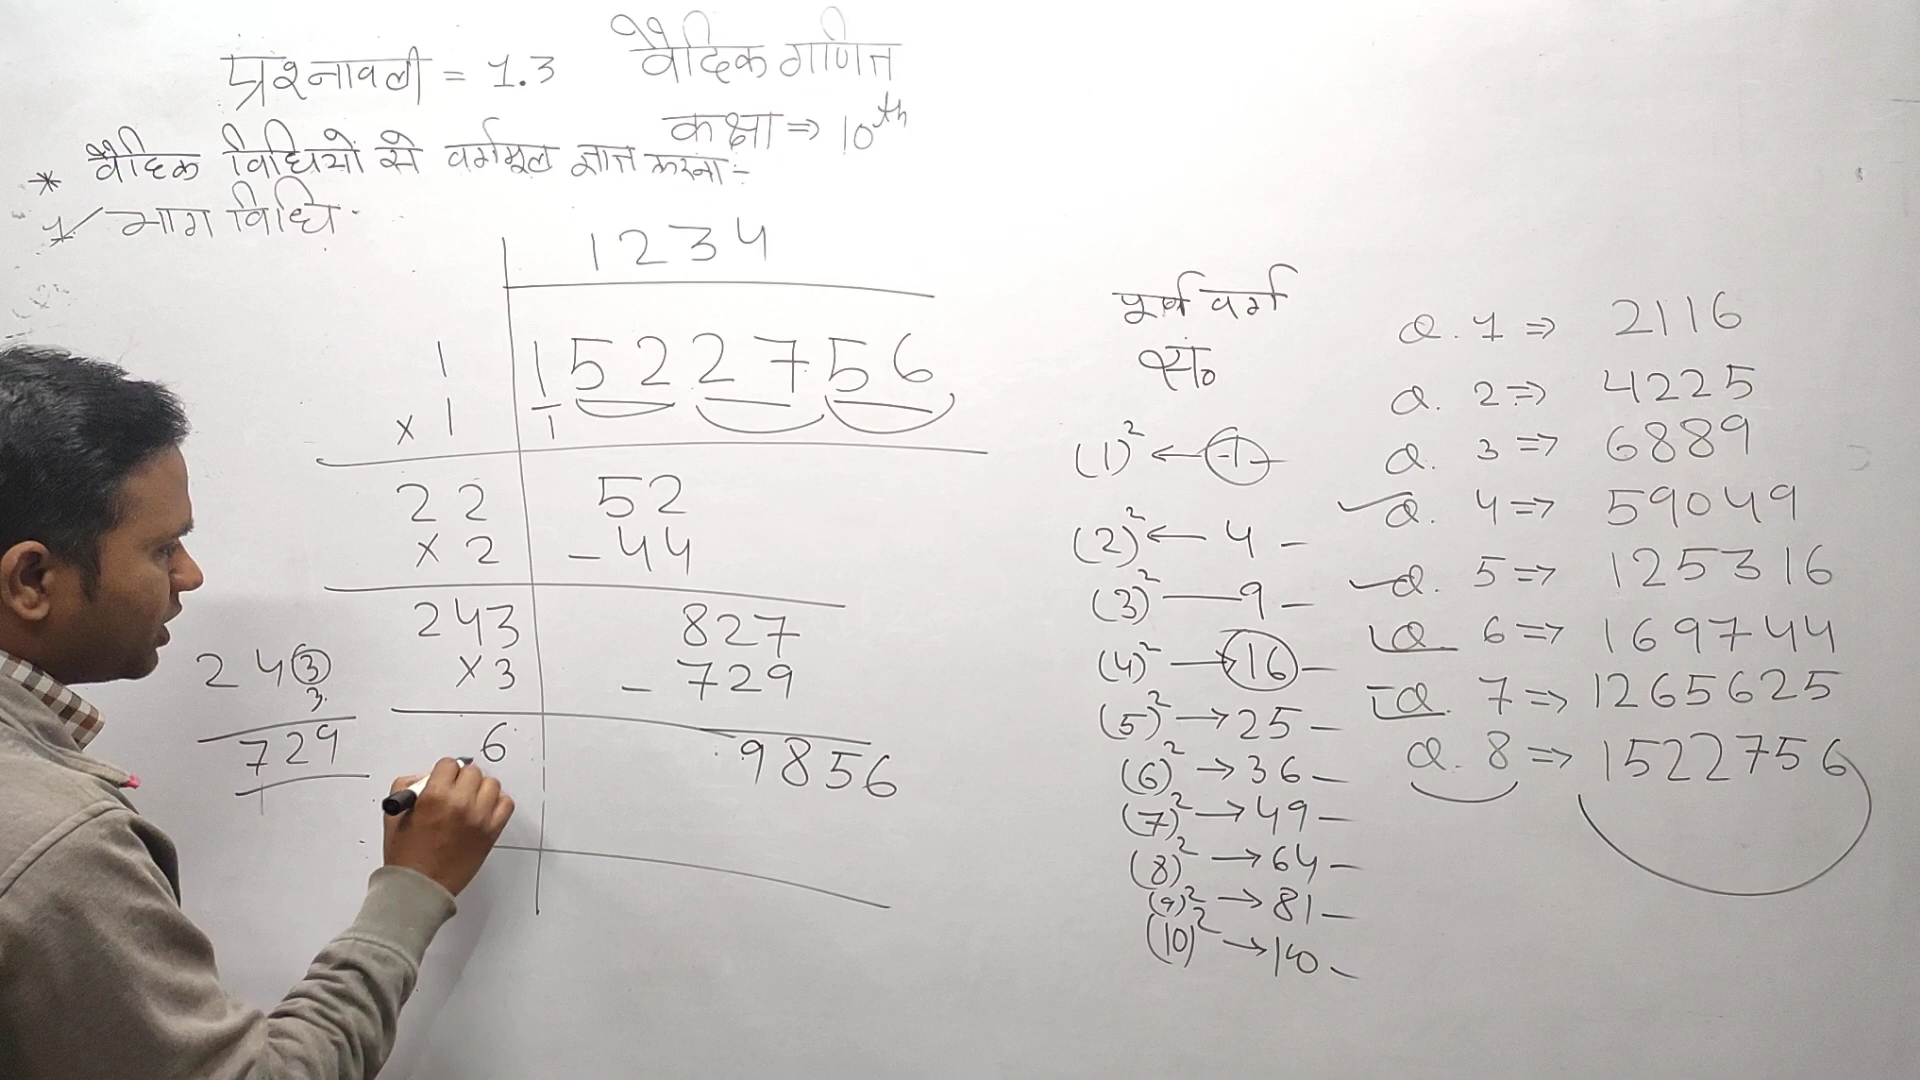 प्रश्नावली = 1.3
वैदिक गणित
कक्षा ⇒ 10th
* वैदिक विधियों से वर्गमूल ज्ञात करना:-
1 भाग विधि
1234
1 1522756
× 1 1
22 52
× 2 - 44
243 827
× 3 - 729
6 9856
243
3
729
पूर्ण वर्ग
सं०
(1)² ← 1 -
(2)² ← 4 -
(3)² — 9 -
(4)² → 16 -
(5)² → 25 -
(6)² → 36 -
(7)² → 49 -
(8)² → 64 -
(9)² → 81 -
(10)² → 100 -
Q. 1 ⇒ 2116
Q. 2 ⇒ 4225
Q. 3 ⇒ 6889
Q. 4 ⇒ 59049
Q. 5 ⇒ 125316
Q. 6 ⇒ 169744
Q. 7 ⇒ 1265625
Q. 8 ⇒ 1522756